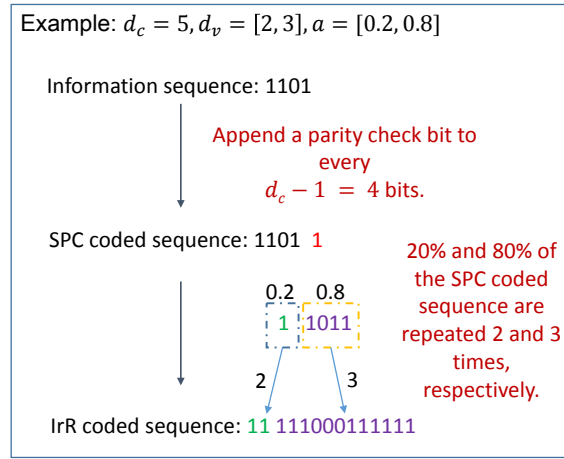 Example: d_c = 5, d_v = [2, 3], a = [0.2, 0.8]
Information sequence: 1101
Append a parity check bit to
every
d_c − 1 = 4 bits.
SPC coded sequence: 1101 1
20% and 80% of
the SPC coded
sequence are
repeated 2 and 3
times,
respectively.
0.2 0.8
1 1011
2 3
IrR coded sequence: 11 111000111111